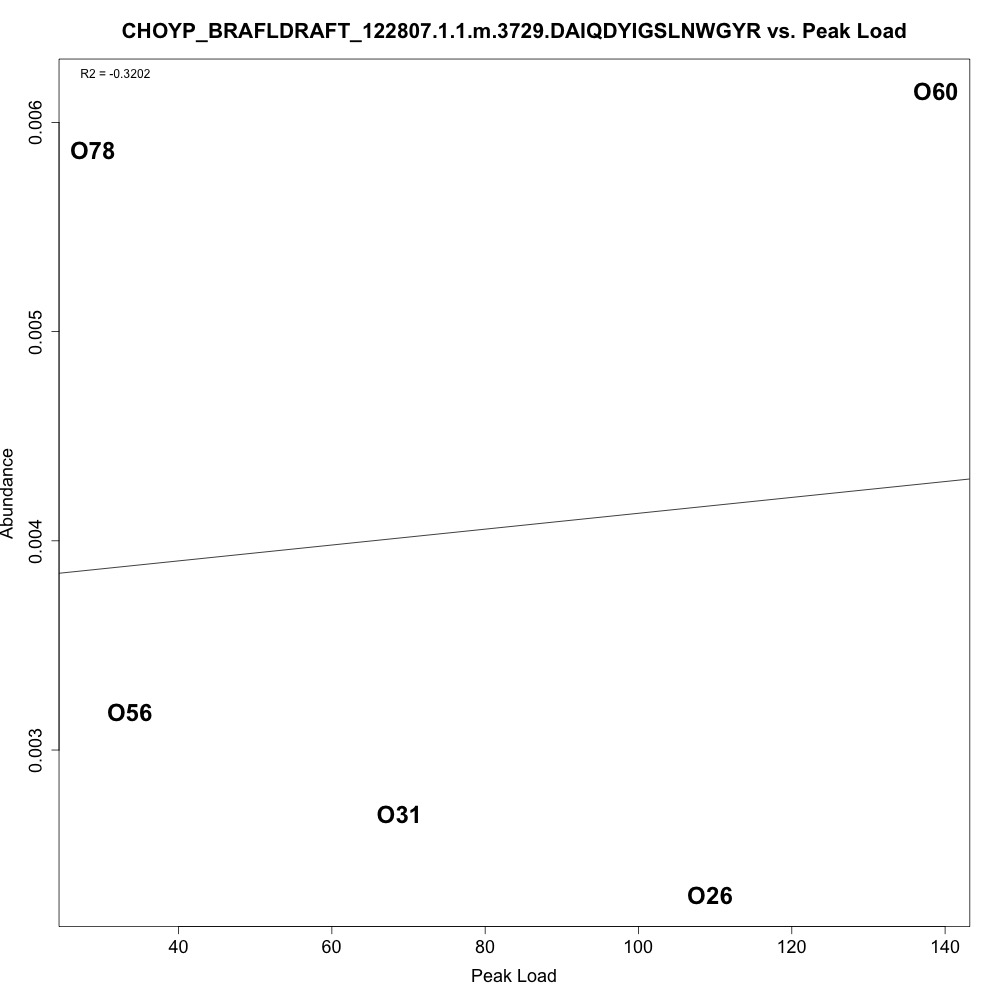 CHOYP_BRAFLDRAFT_122807.1.1.m.3729.DAIQDYIGSLNWGYR vs. Peak Load
R2 = -0.3202
O60
O78
O56
O31
O26
0.006
0.005
0.004
0.003
Abundance
40 60 80 100 120 140
Peak Load